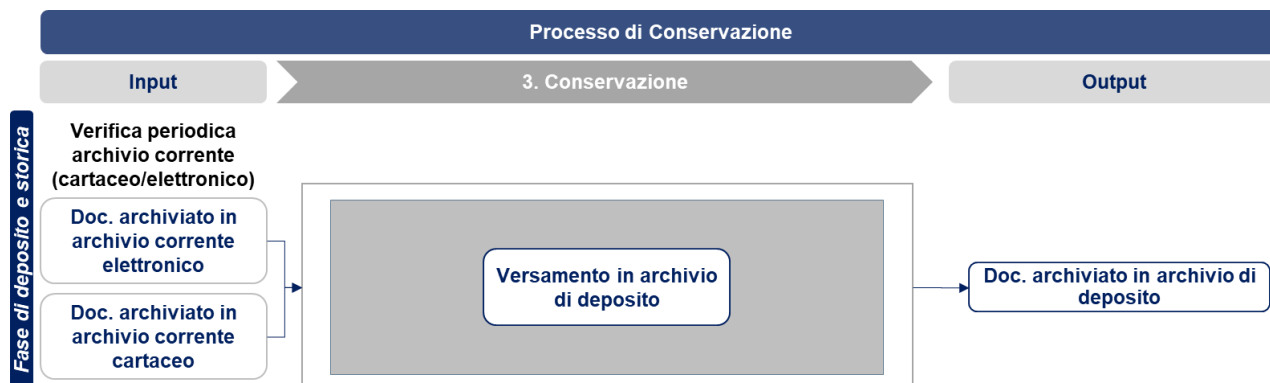 Processo di Conservazione
Input
3. Conservazione
Output
Fase di deposito e storica
Verifica periodica
archivio corrente
(cartaceo/elettronico)
Doc. archiviato in
archivio corrente
elettronico
Doc. archiviato in
archivio corrente
cartaceo
Versamento in archivio
di deposito
Doc. archiviato in archivio di
deposito